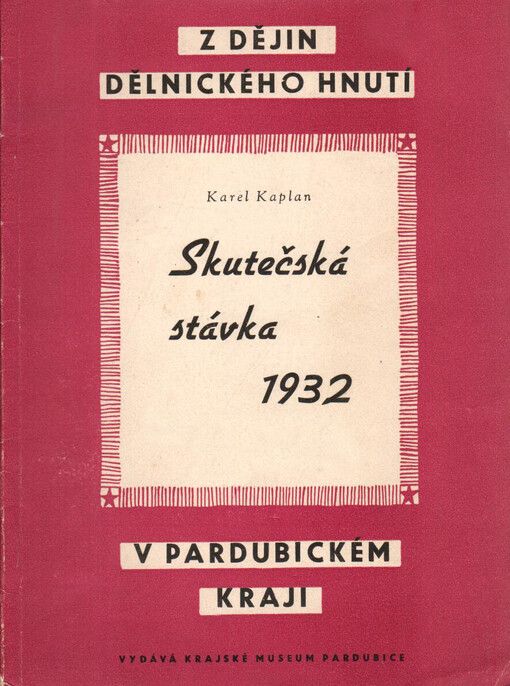 Z DĚJIN
DĚLNICKÉHO HNUTÍ
Karel Kaplan
Skutečská
stávka
1932
V PARDUBICKÉM
KRAJI
VYDÁVÁ KRAJSKÉ MUSEUM PARDUBICE